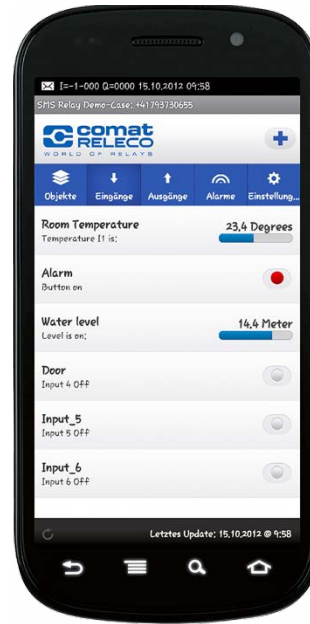 I=-1-000 Q=0000 15.10.2012 09:58
SMS Relay Demo-Case: +41793730655
comat
RELECO
WORLD OF RELAYS
Objekte Eingänge Ausgänge Alarme Einstellung...
Room Temperature 23,4 Degrees
Temperatur I1 is:
Alarm
Button on
Water level 14,4 Meter
Level is on:
Door
Input 4 Off
Input_5
Input 5 Off
Input_6
Input 6 Off
Letztes Update: 15.10.2012 @ 9:58